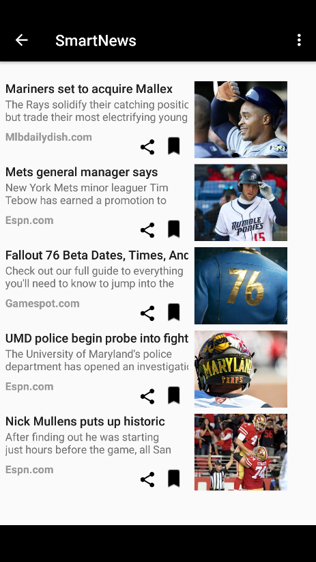 SmartNews
Mariners set to acquire Mallex
The Rays solidify their catching positic
but trade their most electrifying young
Mlbdailydish.com
Mets general manager says
New York Mets minor leaguer Tim
Tebow has earned a promotion to
Espn.com
RUMBLE
PONIES
15
Fallout 76 Beta Dates, Times, And
Check out our full guide to everything
you'll need to know to jump into the
Gamespot.com
76
UMD police begin probe into fight
The University of Maryland's police
department has opened an investigatic
Espn.com
MARYLAND
TERPS
Nick Mullens puts up historic
After finding out he was starting
just hours before the game, all San
Espn.com
74